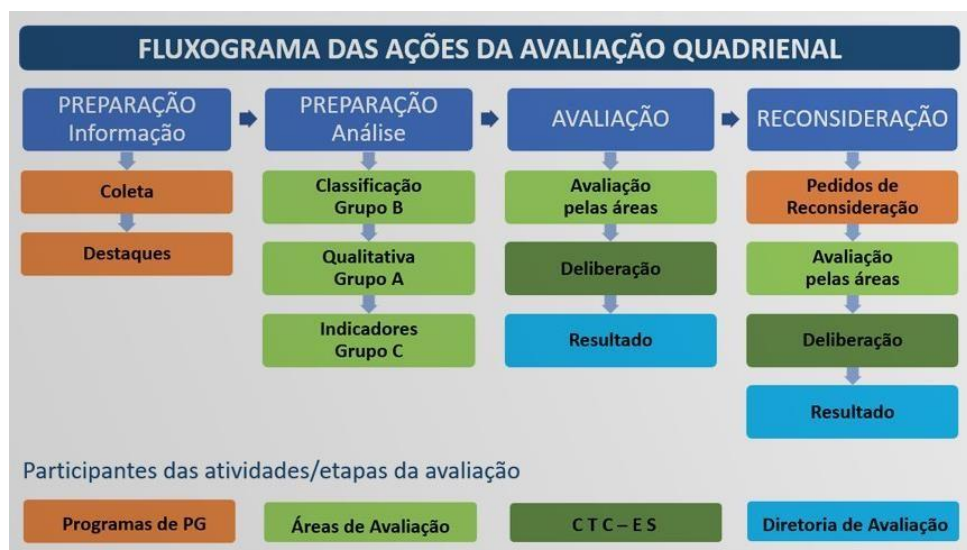 FLUXOGRAMA DAS AÇÕES DA AVALIAÇÃO QUADRIENAL
PREPARAÇÃO
Informação
Coleta
Destaques
PREPARAÇÃO
Análise
Classificação
Grupo B
Qualitativa
Grupo A
Indicadores
Grupo C
AVALIAÇÃO
Avaliação
pelas áreas
Deliberação
Resultado
RECONSIDERAÇÃO
Pedidos de
Reconsideração
Avaliação
pelas áreas
Deliberação
Resultado
Participantes das atividades/etapas da avaliação
Programas de PG
Áreas de Avaliação
C T C – E S
Diretoria de Avaliação